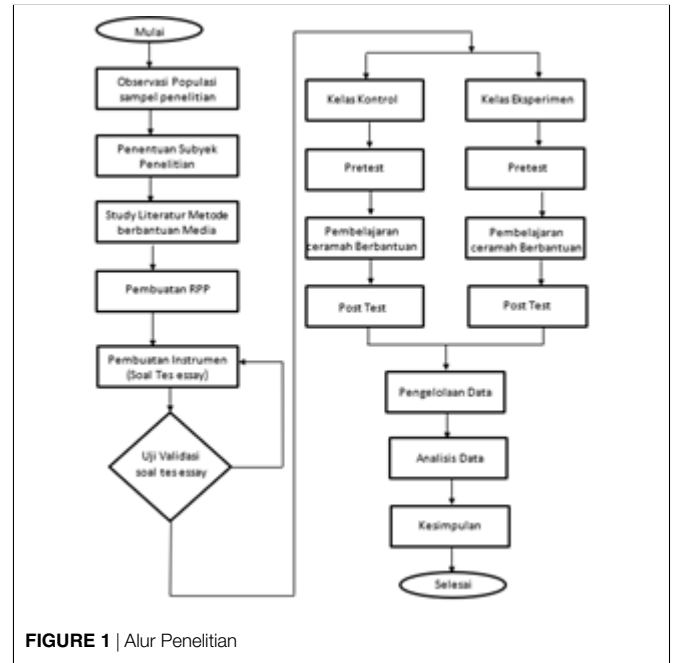 Mulai
Observasi Populasi
sampel penelitian
Penentuan Subyek
Penelitian
Study Literatur Metode
berbantuan Media
Pembuatan RPP
Pembuatan Instrumen
(Soal Tes essay)
Uji Validasi
soal tes essay
Kelas Kontrol
Pretest
Pembelajaran
ceramah Berbantuan
Post Test
Kelas Eksperimen
Pretest
Pembelajaran
ceramah Berbantuan
Post Test
Pengelolaan Data
Analisis Data
Kesimpulan
Selesai
FIGURE 1 | Alur Penelitian